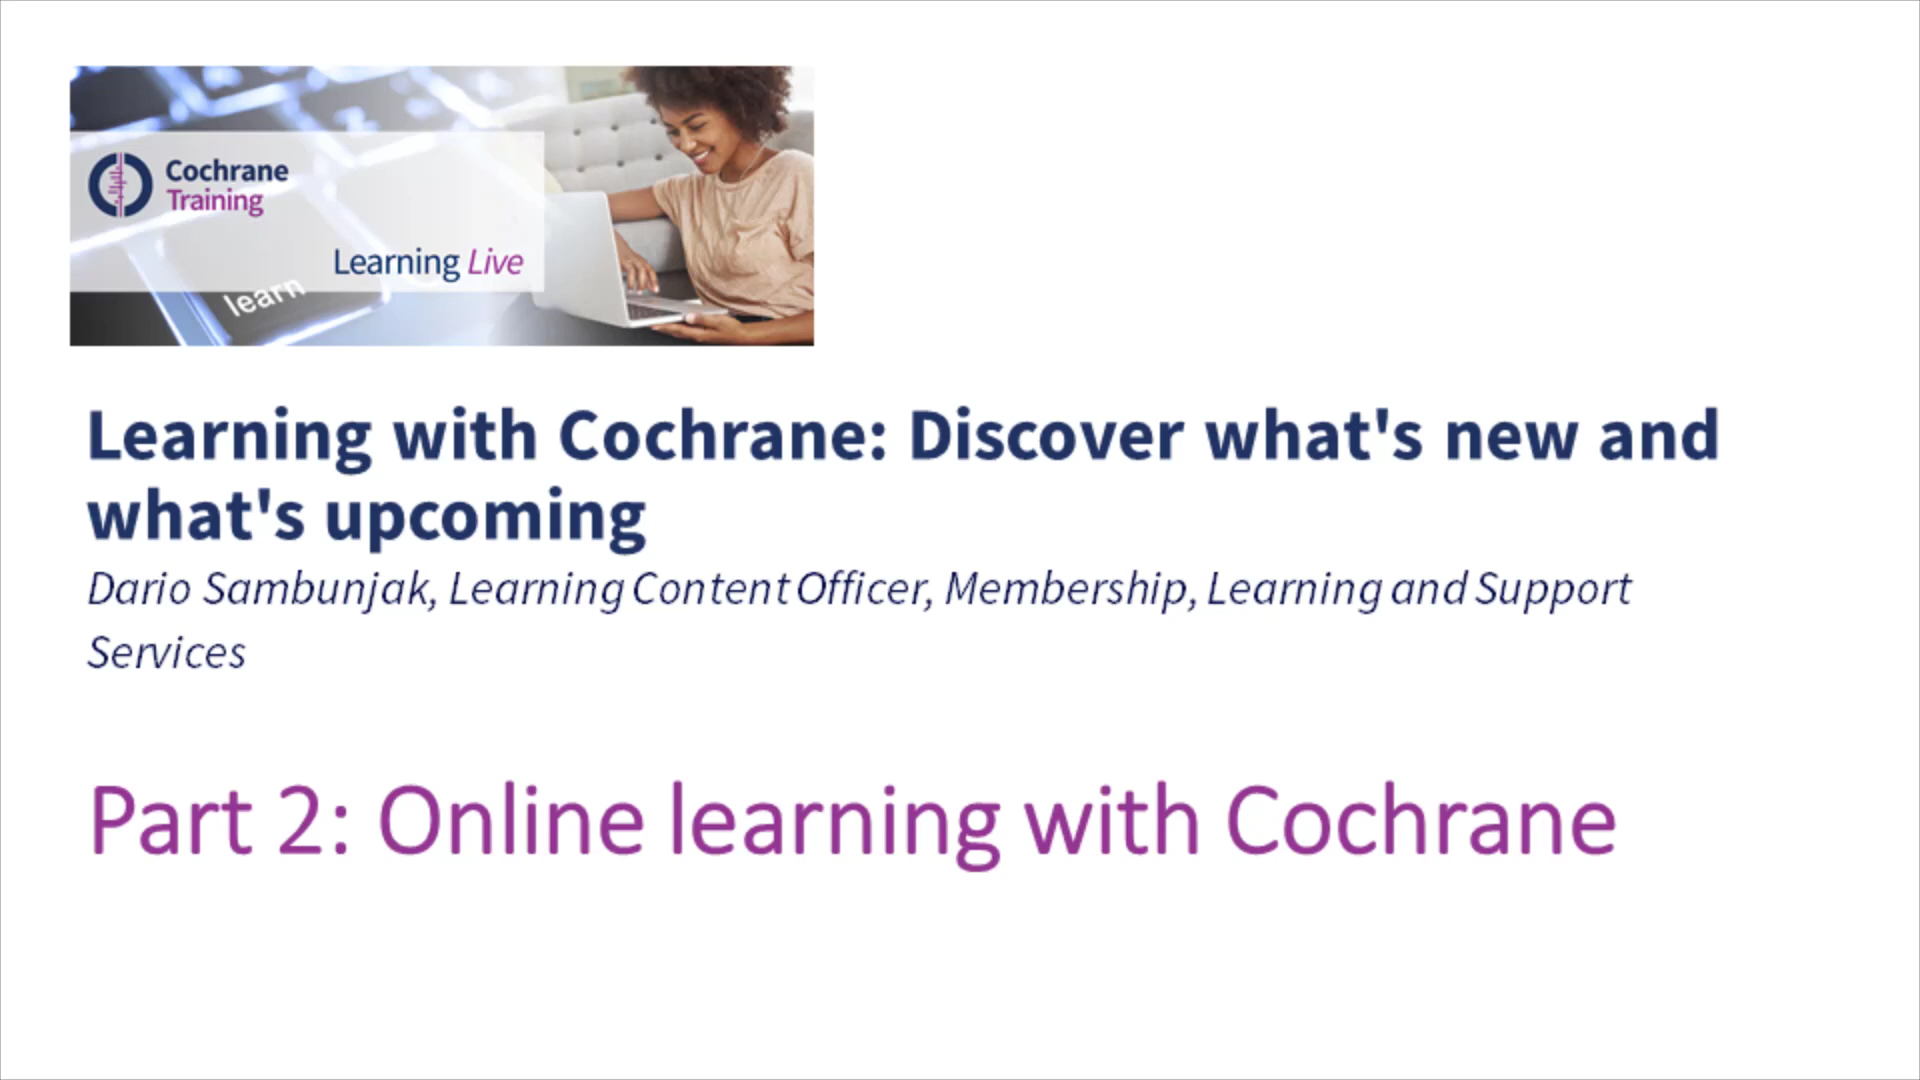 Cochrane
Training
Learning Live
learn
Learning with Cochrane: Discover what's new and
what's upcoming
Dario Sambunjak, Learning Content Officer, Membership, Learning and Support
Services
Part 2: Online learning with Cochrane